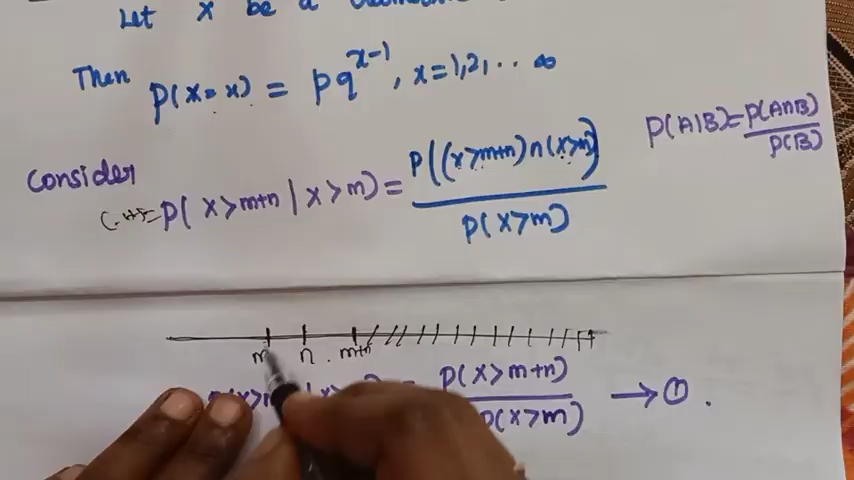 Let X be a
Then P(X=x) = pq^{x-1}, x=1,2,.. ∞
P(A|B)=P(A∩B)/P(B)
Consider
P(X>m+n | X>m) = P((X>m+n)∩(X>m))/P(X>m)
m n m+n
= P(X>m+n)/P(X>m) → ①.